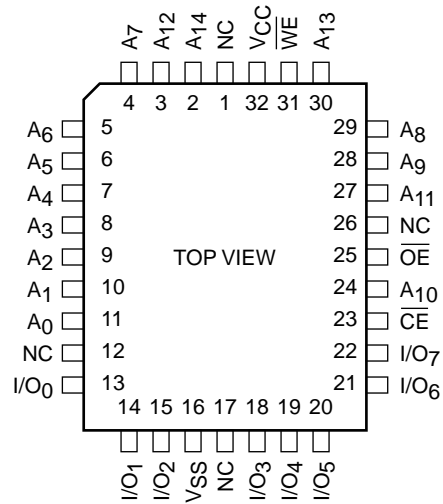 A7 A12 A14 NC VCC W̅E̅ A13
4 3 2 1 32 31 30
A6 5 29 A8
A5 6 28 A9
A4 7 27 A11
A3 8 26 NC
A2 9 TOP VIEW 25 O̅E̅
A1 10 24 A10
A0 11 23 C̅E̅
NC 12 22 I/O7
I/O0 13 21 I/O6
14 15 16 17 18 19 20
I/O1 I/O2 VSS NC I/O3 I/O4 I/O5